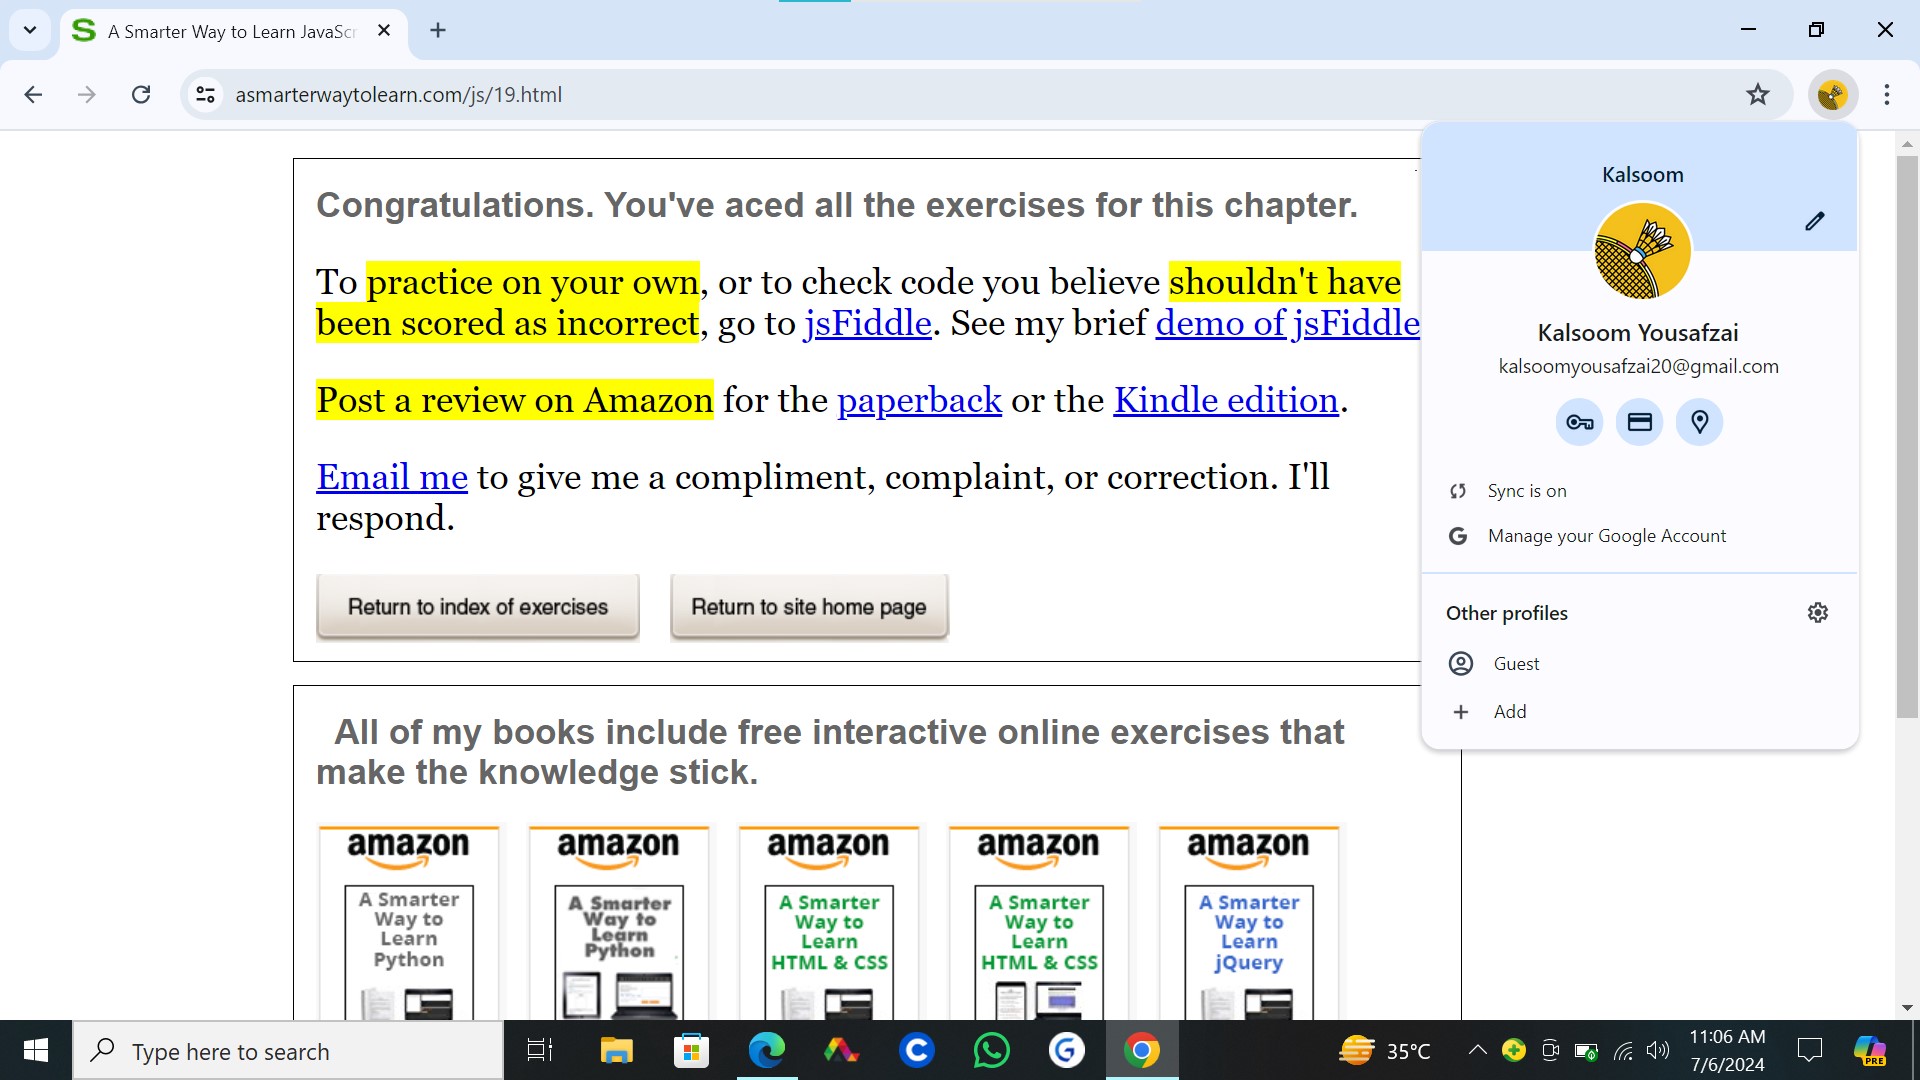 A Smarter Way to Learn JavaScr
asmarterwaytolearn.com/js/19.html
Congratulations. You've aced all the exercises for this chapter.
To practice on your own, or to check code you believe shouldn't have
been scored as incorrect, go to jsFiddle. See my brief demo of jsFiddle
Post a review on Amazon for the paperback or the Kindle edition.
Email me to give me a compliment, complaint, or correction. I'll
respond.
Return to index of exercises
Return to site home page
Kalsoom
Kalsoom Yousafzai
kalsoomyousafzai20@gmail.com
Sync is on
Manage your Google Account
Other profiles
Guest
Add
All of my books include free interactive online exercises that
make the knowledge stick.
amazon
A Smarter
Way to
Learn
Python
amazon
A Smarter
Way to
Learn
Python
amazon
A Smarter
Way to
Learn
HTML & CSS
amazon
A Smarter
Way to
Learn
HTML & CSS
amazon
A Smarter
Way to
Learn
jQuery
Type here to search
35°C
11:06 AM
7/6/2024
PRE